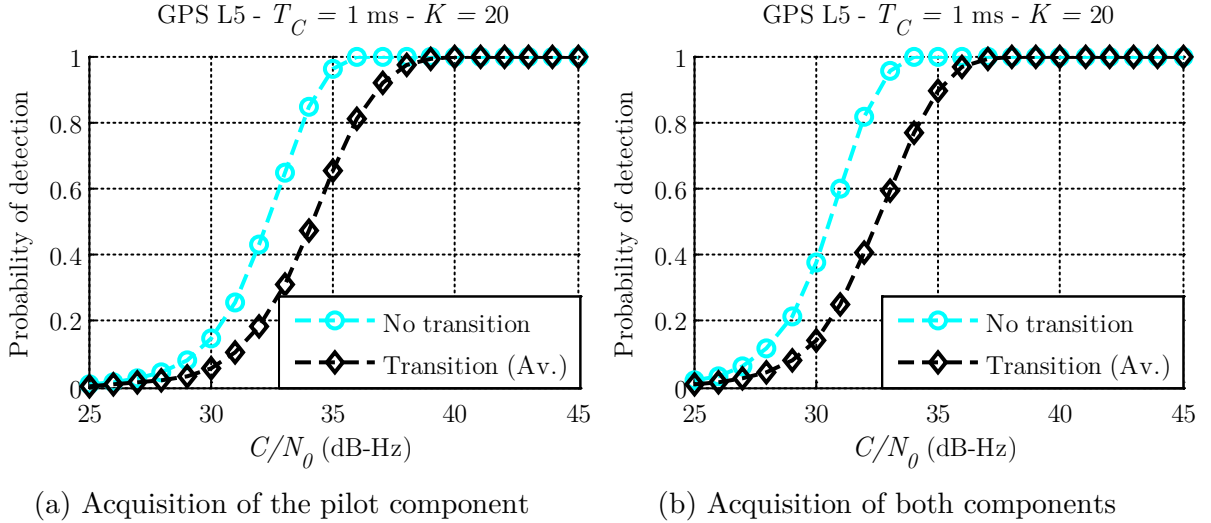 GPS L5 - T_C = 1 ms - K = 20
Probability of detection
1
0.8
0.6
0.4
0.2
0
No transition
Transition (Av.)
25 30 35 40 45
C/N_0 (dB-Hz)
(a) Acquisition of the pilot component
GPS L5 - T_C = 1 ms - K = 20
Probability of detection
1
0.8
0.6
0.4
0.2
0
No transition
Transition (Av.)
25 30 35 40 45
C/N_0 (dB-Hz)
(b) Acquisition of both components